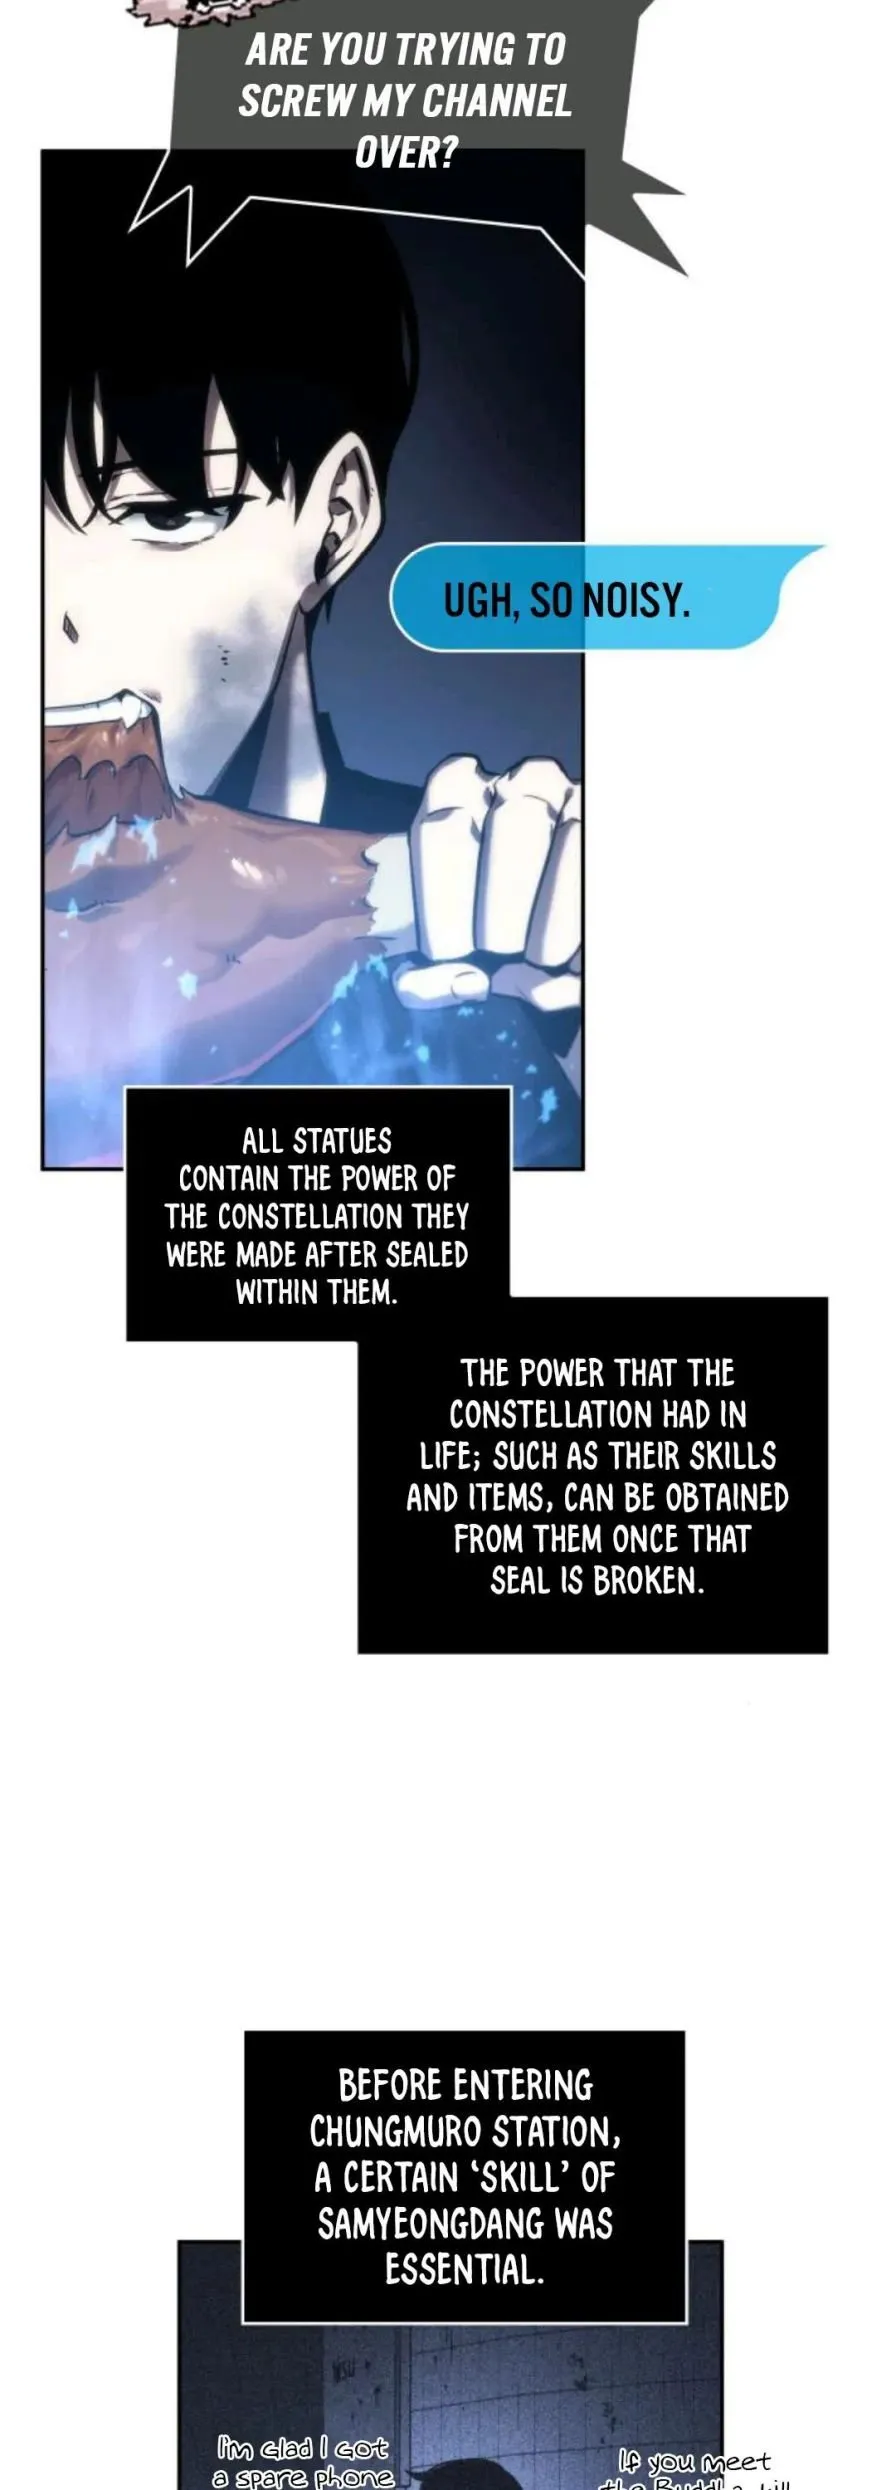 ARE YOU TRYING TO
SCREW MY CHANNEL
OVER?
UGH, SO NOISY.
ALL STATUES
CONTAIN THE POWER OF
THE CONSTELLATION THEY
WERE MADE AFTER SEALED
WITHIN THEM.
THE POWER THAT THE
CONSTELLATION HAD IN
LIFE; SUCH AS THEIR SKILLS
AND ITEMS, CAN BE OBTAINED
FROM THEM ONCE THAT
SEAL IS BROKEN.
BEFORE ENTERING
CHUNGMURO STATION,
A CERTAIN ‘SKILL’ OF
SAMYEONGDANG WAS
ESSENTIAL.
I'm glad I got
a spare phone
If you meet
the Buddha, kill